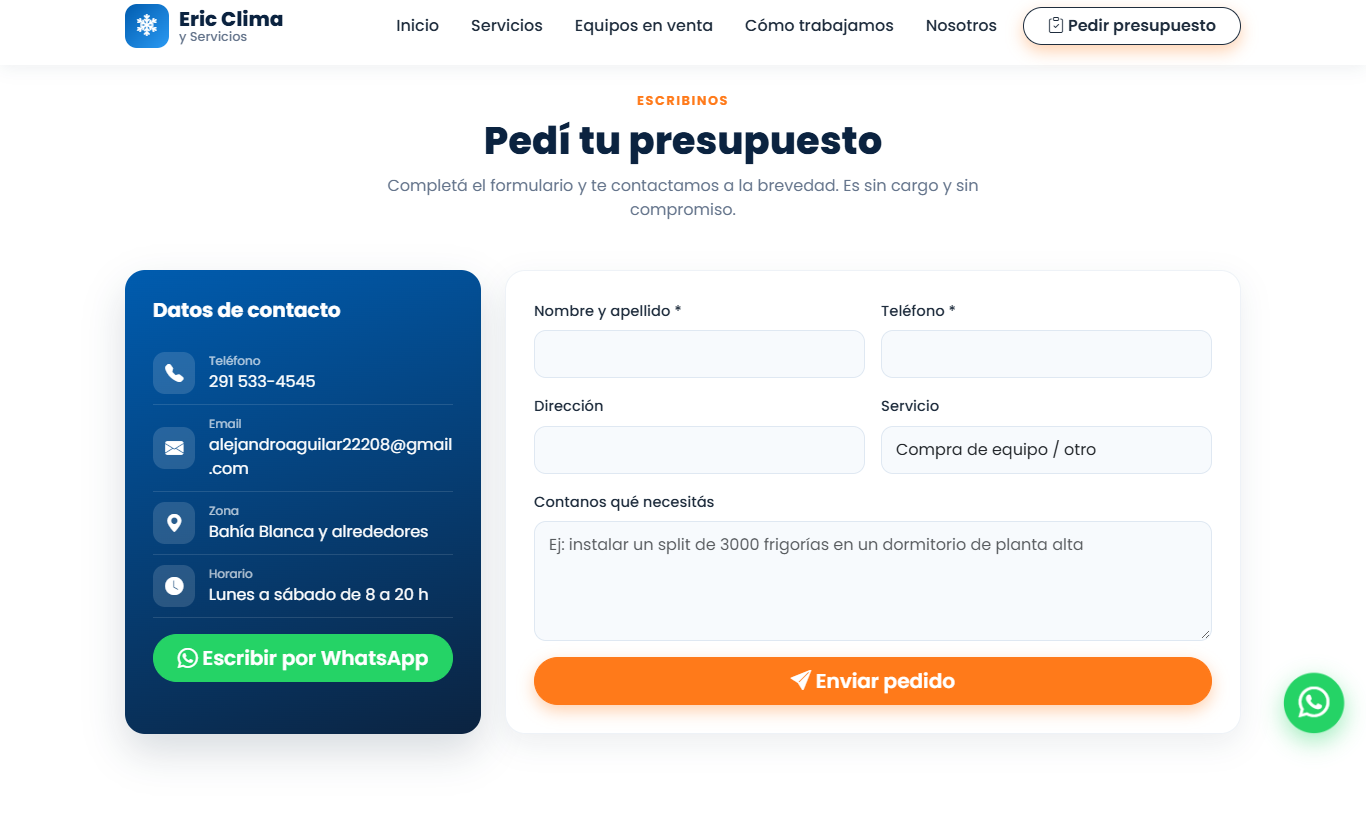 Eric Clima
y Servicios
Inicio
Servicios
Equipos en venta
Cómo trabajamos
Nosotros
Pedir presupuesto
ESCRIBINOS
Pedí tu presupuesto
Completá el formulario y te contactamos a la brevedad. Es sin cargo y sin
compromiso.
Datos de contacto
Teléfono
291 533-4545
Email
alejandroaguilar22208@gmail
.com
Zona
Bahía Blanca y alrededores
Horario
Lunes a sábado de 8 a 20 h
Escribir por WhatsApp
Nombre y apellido *
Teléfono *
Dirección
Servicio
Compra de equipo / otro
Contanos qué necesitás
Ej: instalar un split de 3000 frigorías en un dormitorio de planta alta
Enviar pedido